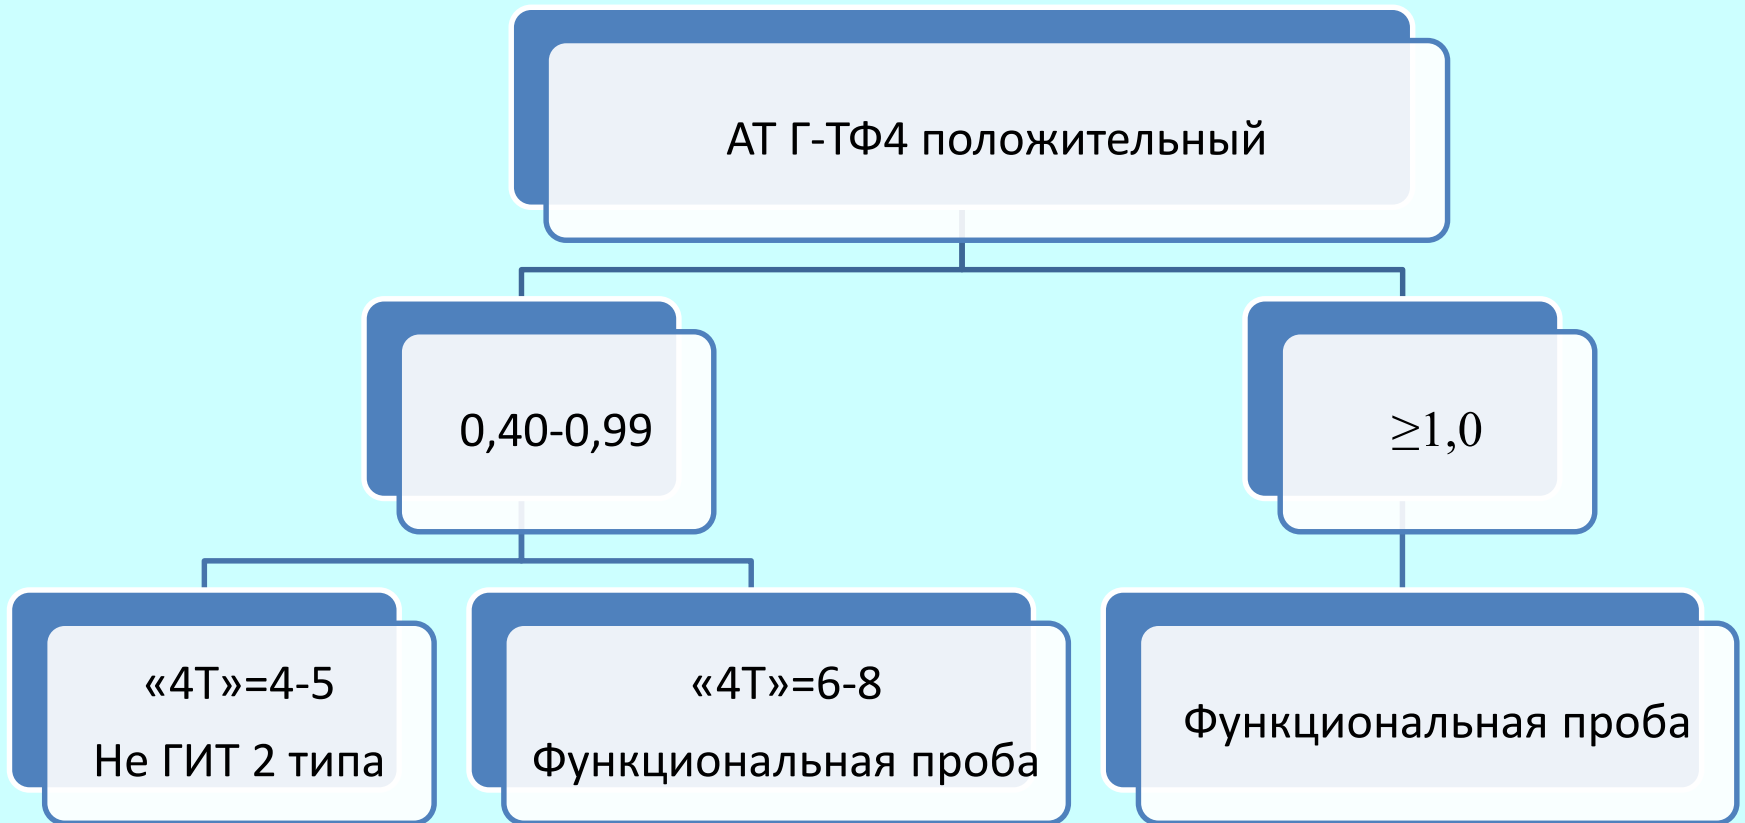 АТ Г-ТФ4 положительный
0,40-0,99
≥1,0
«4Т»=4-5
Не ГИТ 2 типа
«4Т»=6-8
Функциональная проба
Функциональная проба